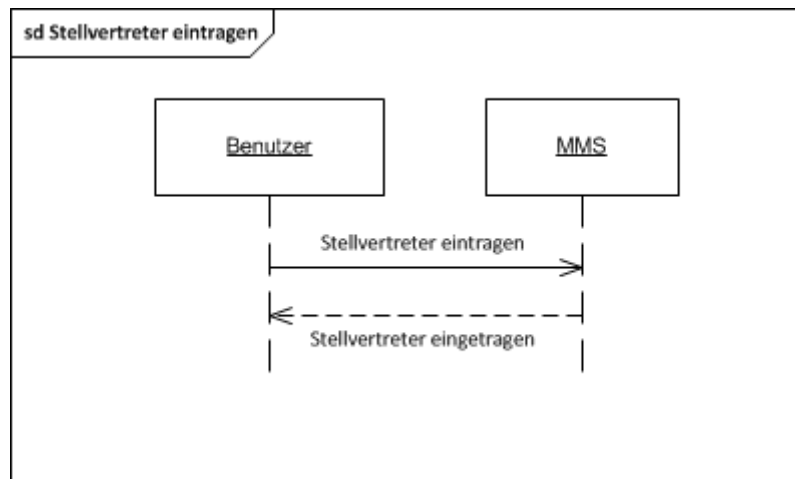 sd Stellvertreter eintragen
Benutzer
MMS
Stellvertreter eintragen
Stellvertreter eingetragen